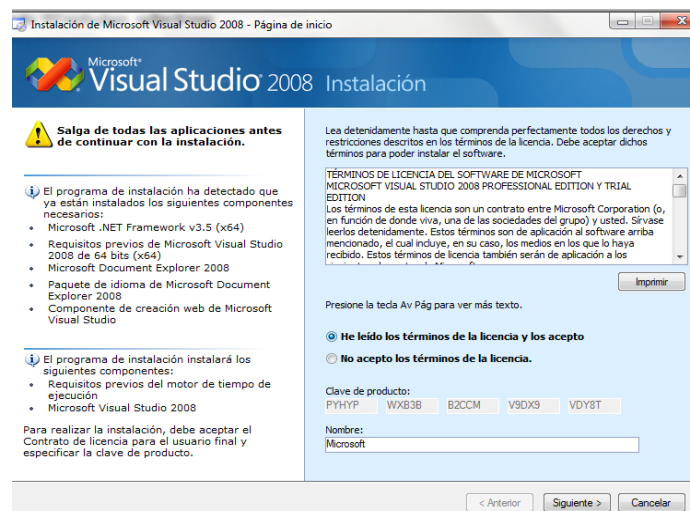 Instalación de Microsoft Visual Studio 2008 - Página de inicio
Microsoft®
Visual Studio® 2008 Instalación
Salga de todas las aplicaciones antes
de continuar con la instalación.
El programa de instalación ha detectado que
ya están instalados los siguientes componentes
necesarios:
Microsoft .NET Framework v3.5 (x64)
Requisitos previos de Microsoft Visual Studio
2008 de 64 bits (x64)
Microsoft Document Explorer 2008
Paquete de idioma de Microsoft Document
Explorer 2008
Componente de creación web de Microsoft
Visual Studio
El programa de instalación instalará los
siguientes componentes:
Requisitos previos del motor de tiempo de
ejecución
Microsoft Visual Studio 2008
Para realizar la instalación, debe aceptar el
Contrato de licencia para el usuario final y
especificar la clave de producto.
Lea detenidamente hasta que comprenda perfectamente todos los derechos y
restricciones descritos en los términos de la licencia. Debe aceptar dichos
términos para poder instalar el software.
TÉRMINOS DE LICENCIA DEL SOFTWARE DE MICROSOFT
MICROSOFT VISUAL STUDIO 2008 PROFESSIONAL EDITION Y TRIAL
EDITION
Los términos de esta licencia son un contrato entre Microsoft Corporation (o,
en función de donde viva, una de las sociedades del grupo) y usted. Sírvase
leerlos detenidamente. Estos términos son de aplicación al software arriba
mencionado, el cual incluye, en su caso, los medios en los que lo haya
recibido. Estos términos de licencia también serán de aplicación a los
Imprimir
Presione la tecla Av Pág para ver más texto.
He leído los términos de la licencia y los acepto
No acepto los términos de la licencia.
Clave de producto:
PYHYP WXB3B B2CCM V9DX9 VDY8T
Nombre:
Microsoft
< Anterior Siguiente > Cancelar